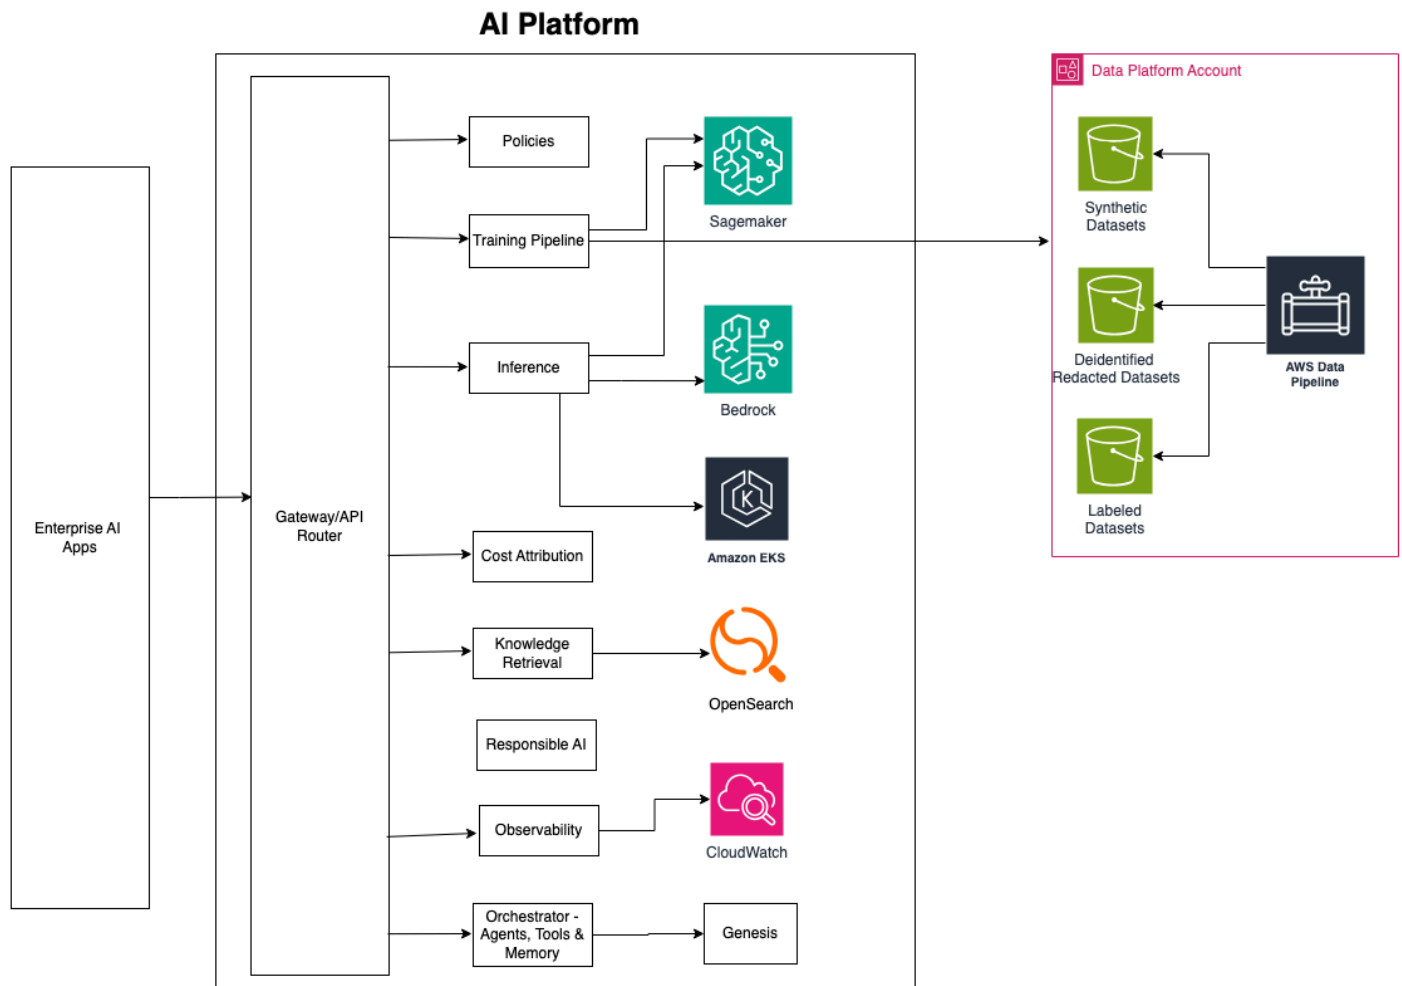 AI Platform
Data Platform Account
Policies
Sagemaker
Synthetic
Datasets
Training Pipeline
Inference
Bedrock
Deidentified
Redacted Datasets
AWS Data
Pipeline
Enterprise AI
Apps
Gateway/API
Router
Amazon EKS
Labeled
Datasets
Cost Attribution
Knowledge
Retrieval
OpenSearch
Responsible AI
Observability
CloudWatch
Orchestrator -
Agents, Tools &
Memory
Genesis